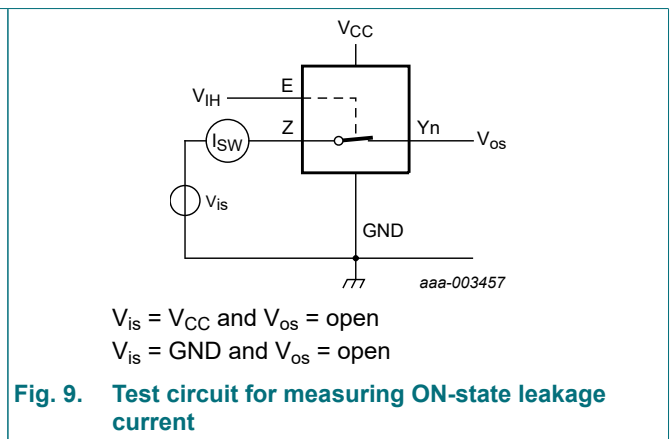 VCC
VIH
E
ISW
Z
Yn
Vos
Vis
GND
aaa-003457
Vis = VCC and Vos = open
Vis = GND and Vos = open
Fig. 9. Test circuit for measuring ON-state leakage
current